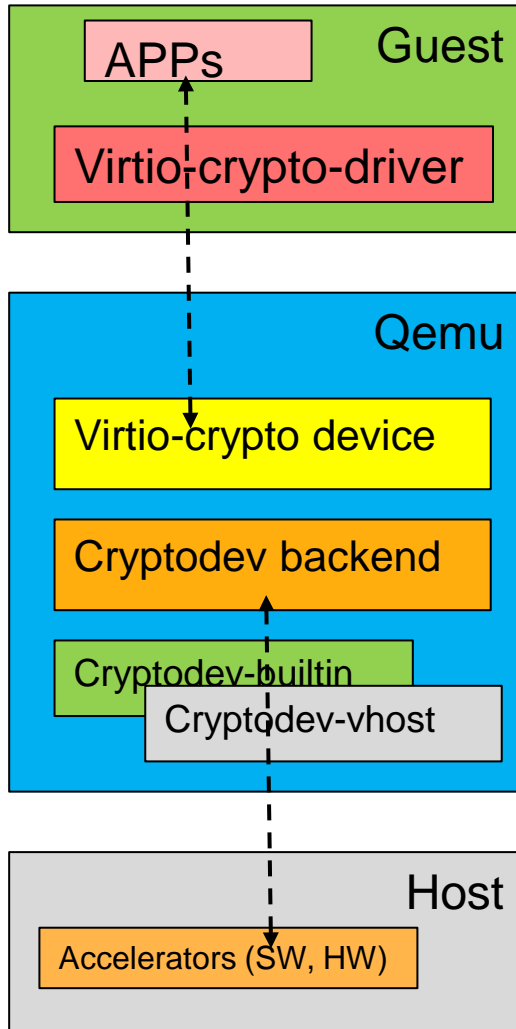 Guest
APPs
Virtio-crypto-driver
Qemu
Virtio-crypto device
Cryptodev backend
Cryptodev-builtin
Cryptodev-vhost
Host
Accelerators (SW, HW)